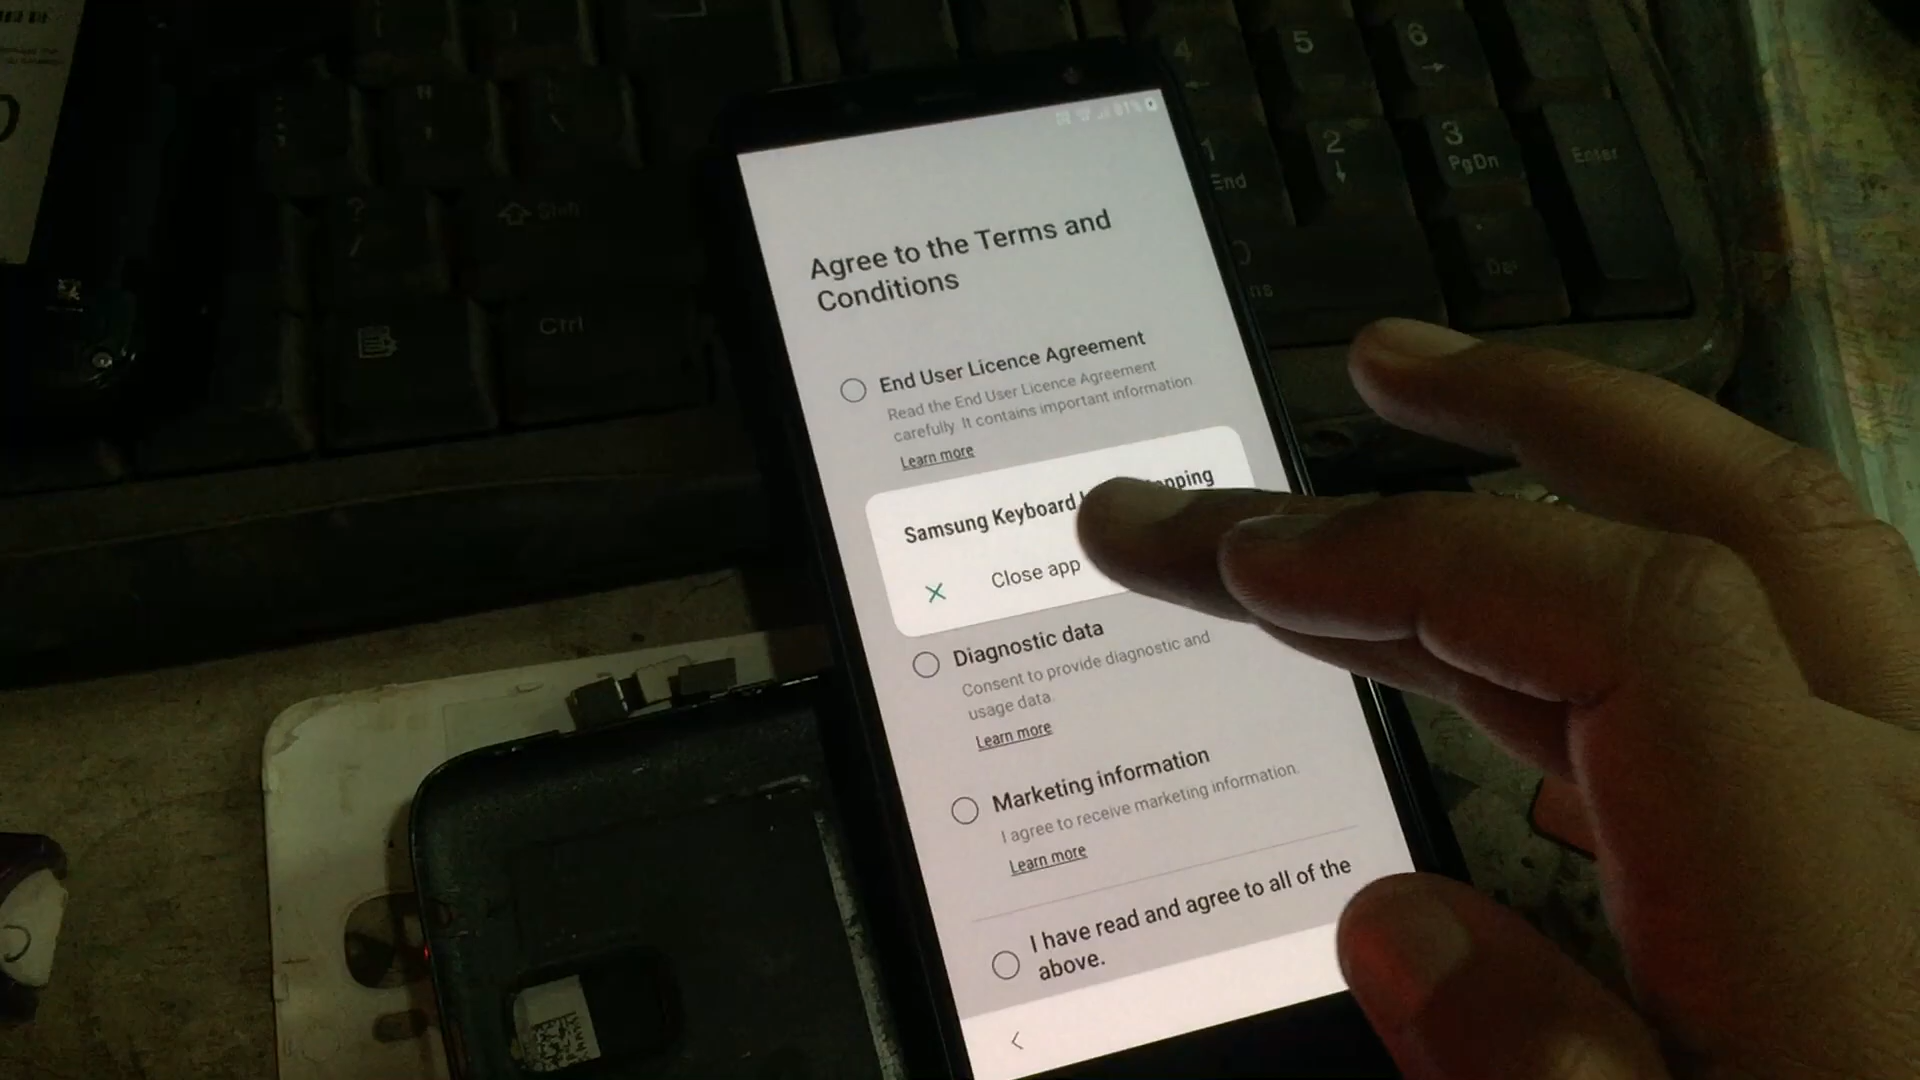 5
6
4
81%
1
End
2
3
PgDn
Enter
Shift
Ctrl
?
/
Del
Agree to the Terms and
Conditions
End User Licence Agreement
Read the End User Licence Agreement
carefully. It contains important information.
Learn more
Samsung Keyboard
Close app
Diagnostic data
Consent to provide diagnostic and
usage data.
Learn more
Marketing information
I agree to receive marketing information.
Learn more
I have read and agree to all of the
above.